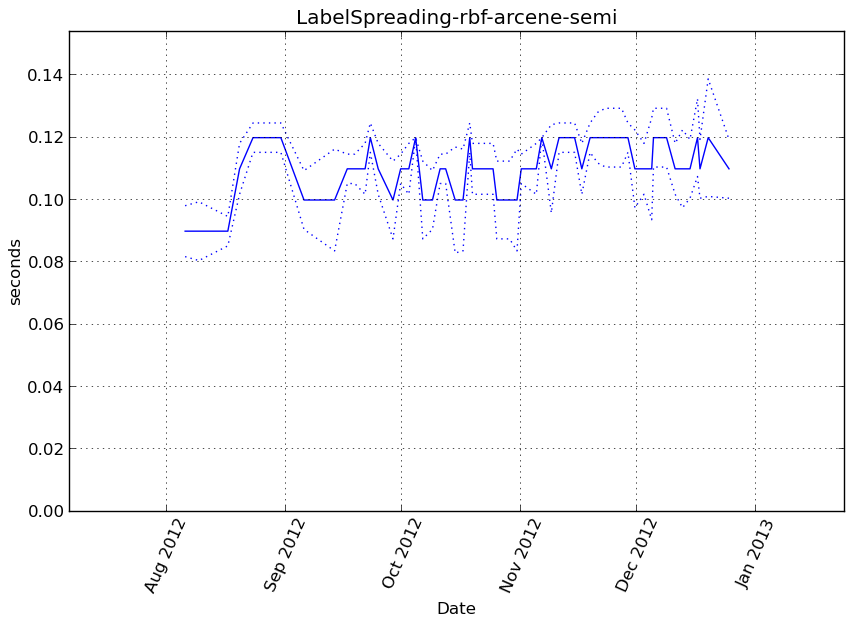 LabelSpreading-rbf-arcene-semi
0.14
0.12
0.10
0.08
0.06
0.04
0.02
0.00
seconds
Aug 2012
Sep 2012
Oct 2012
Nov 2012
Dec 2012
Jan 2013
Date